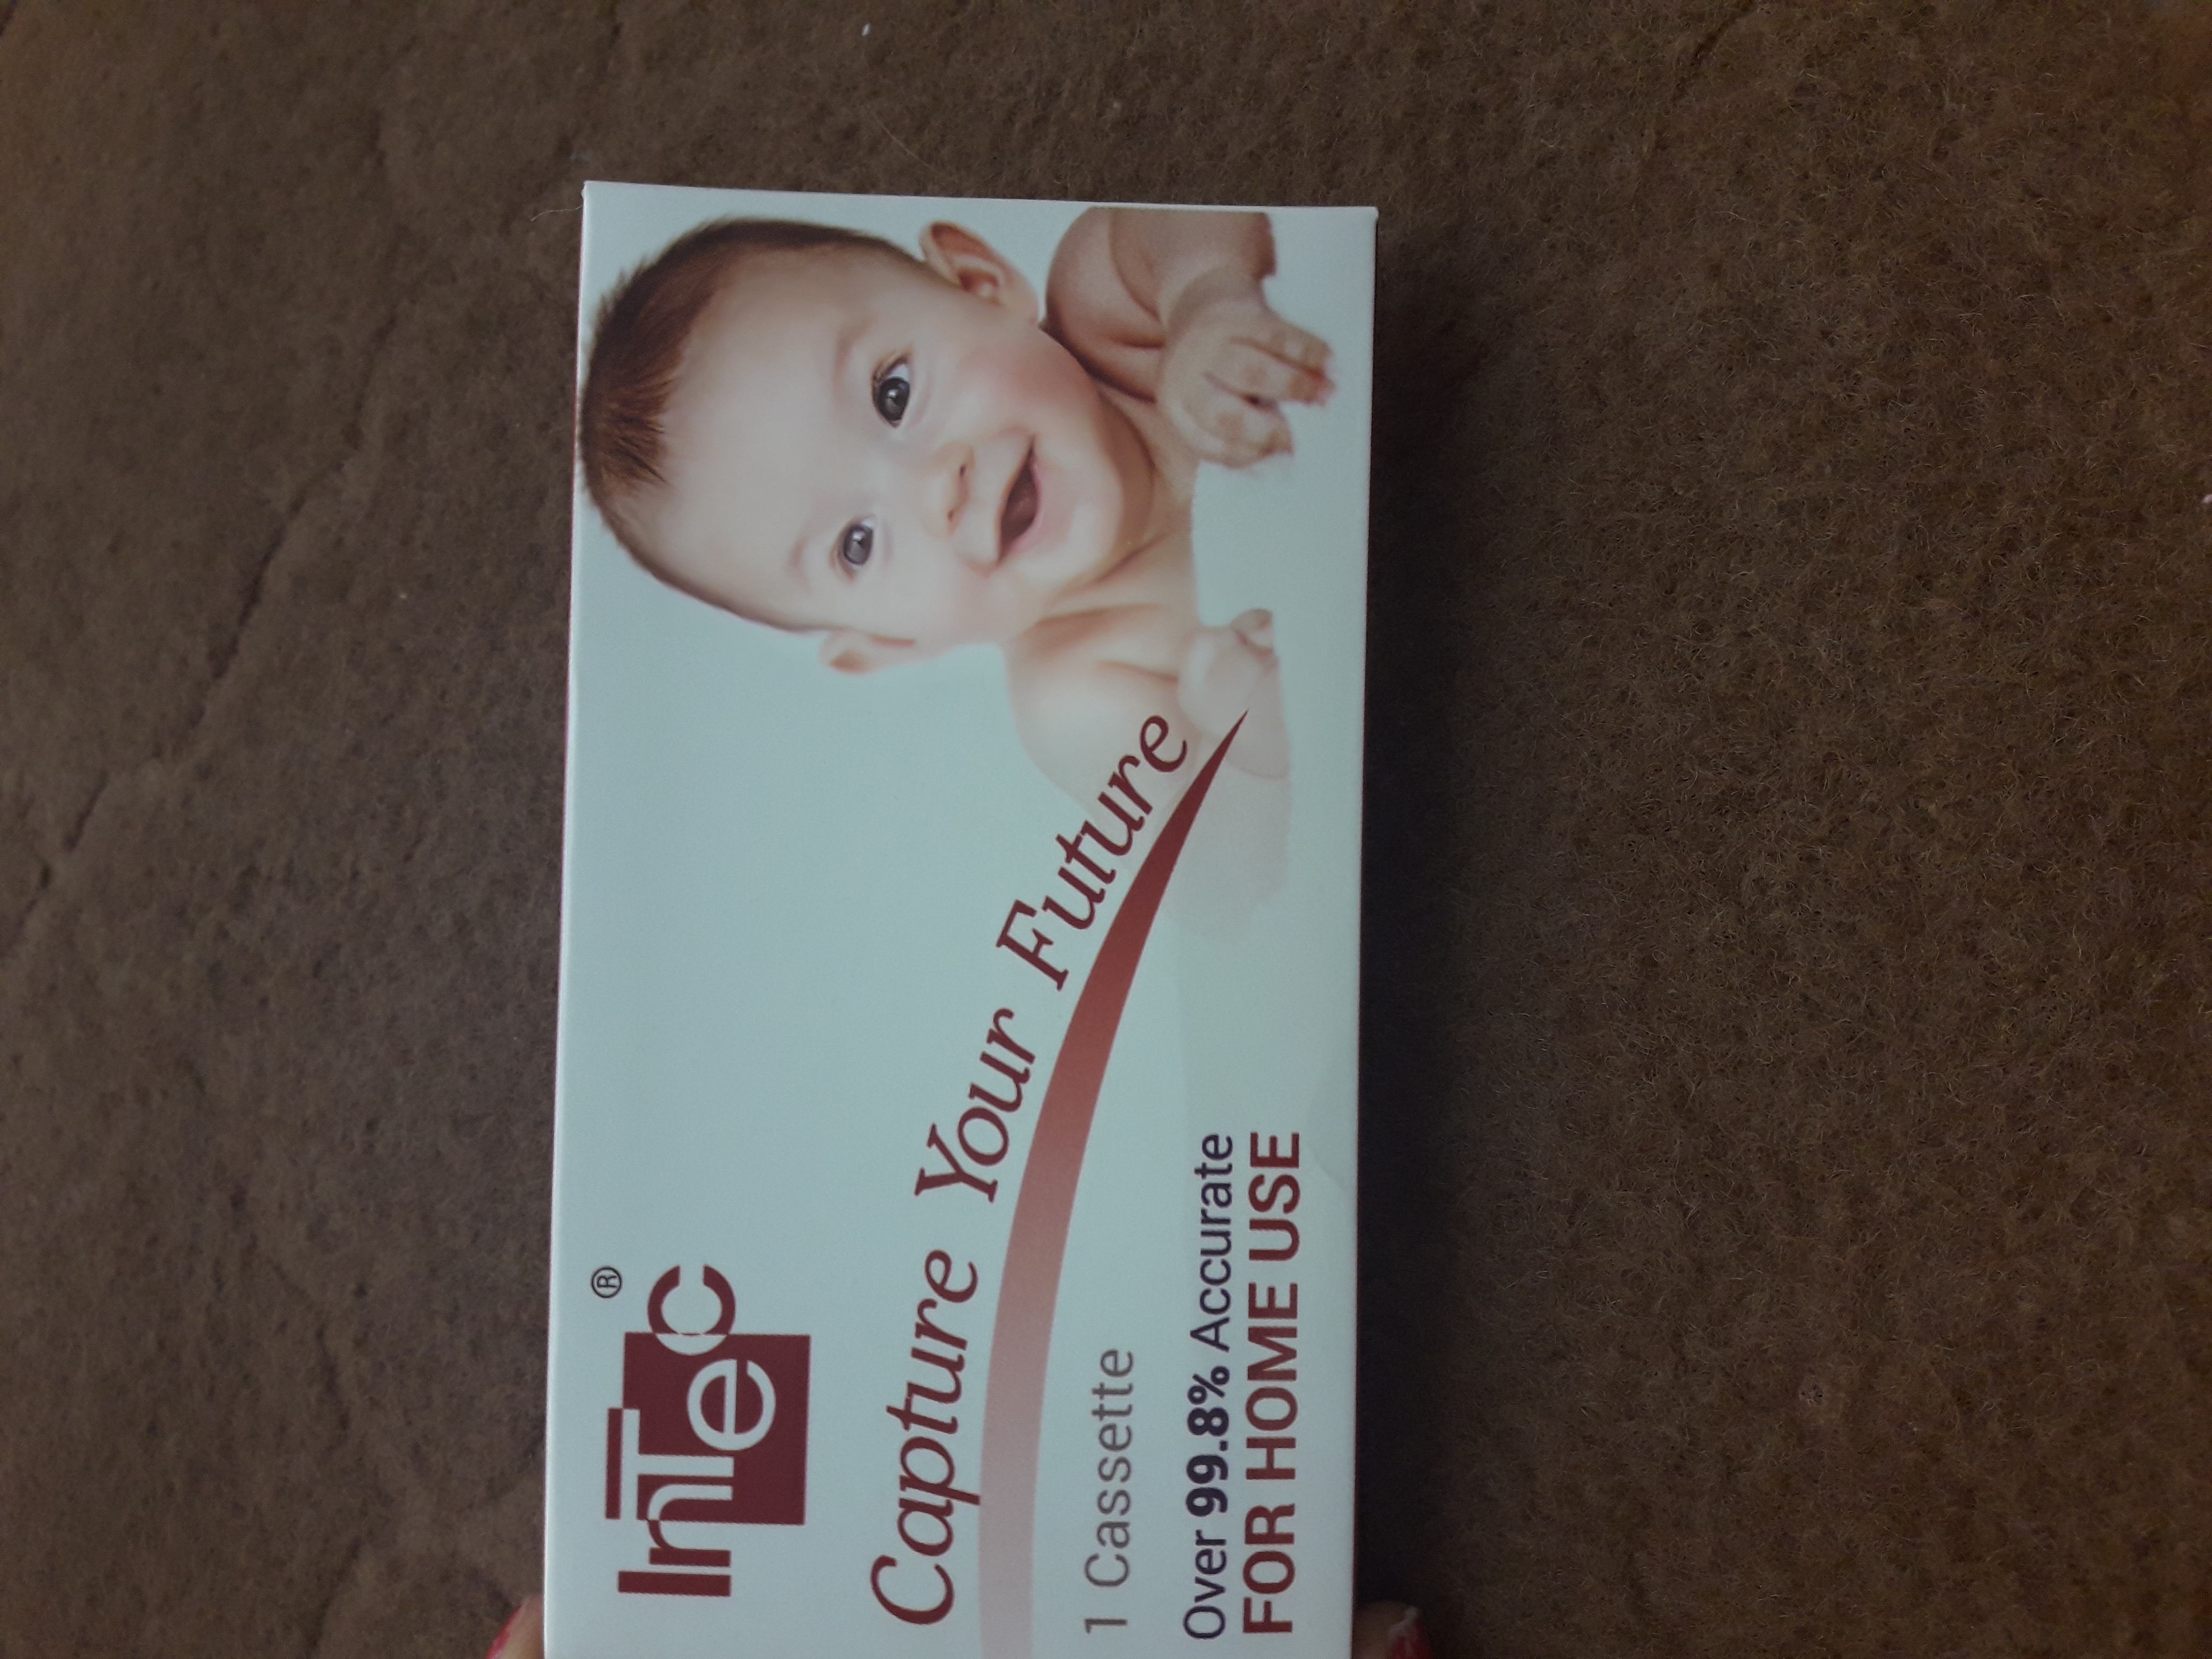 InTec®
Capture Your Future
1 Cassette
Over 99.8% Accurate
FOR HOME USE